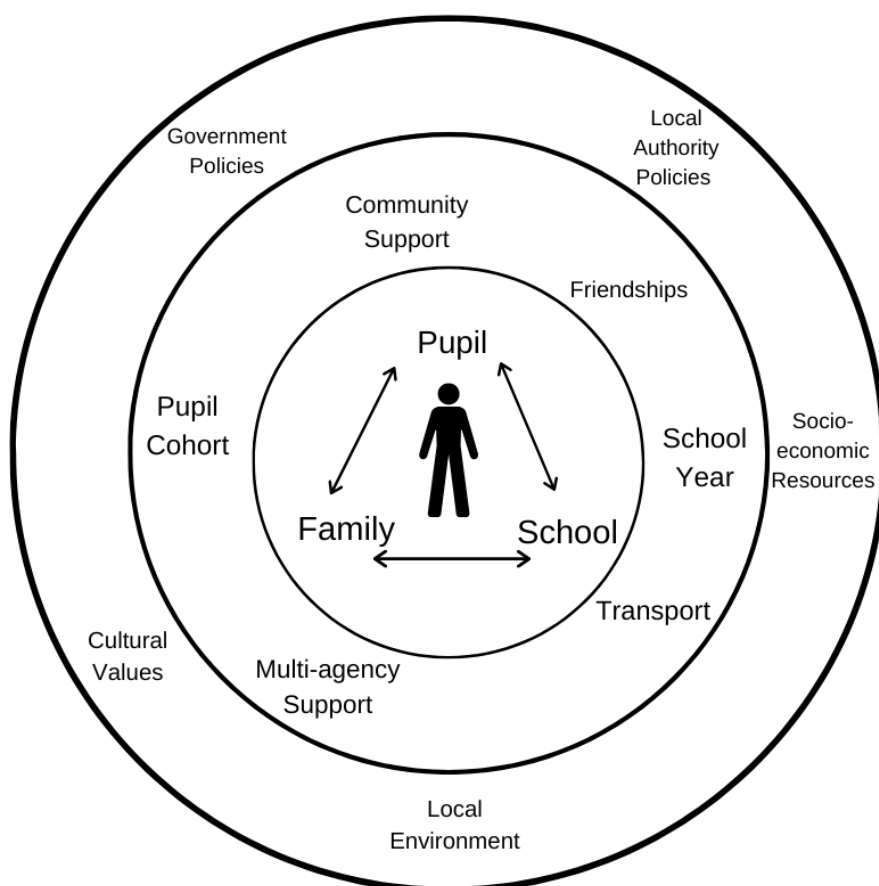 Government
Policies
Local
Authority
Policies
Community
Support
Friendships
Pupil
Pupil
Cohort
School
Year
Socio-
economic
Resources
Family
School
Transport
Cultural
Values
Multi-agency
Support
Local
Environment